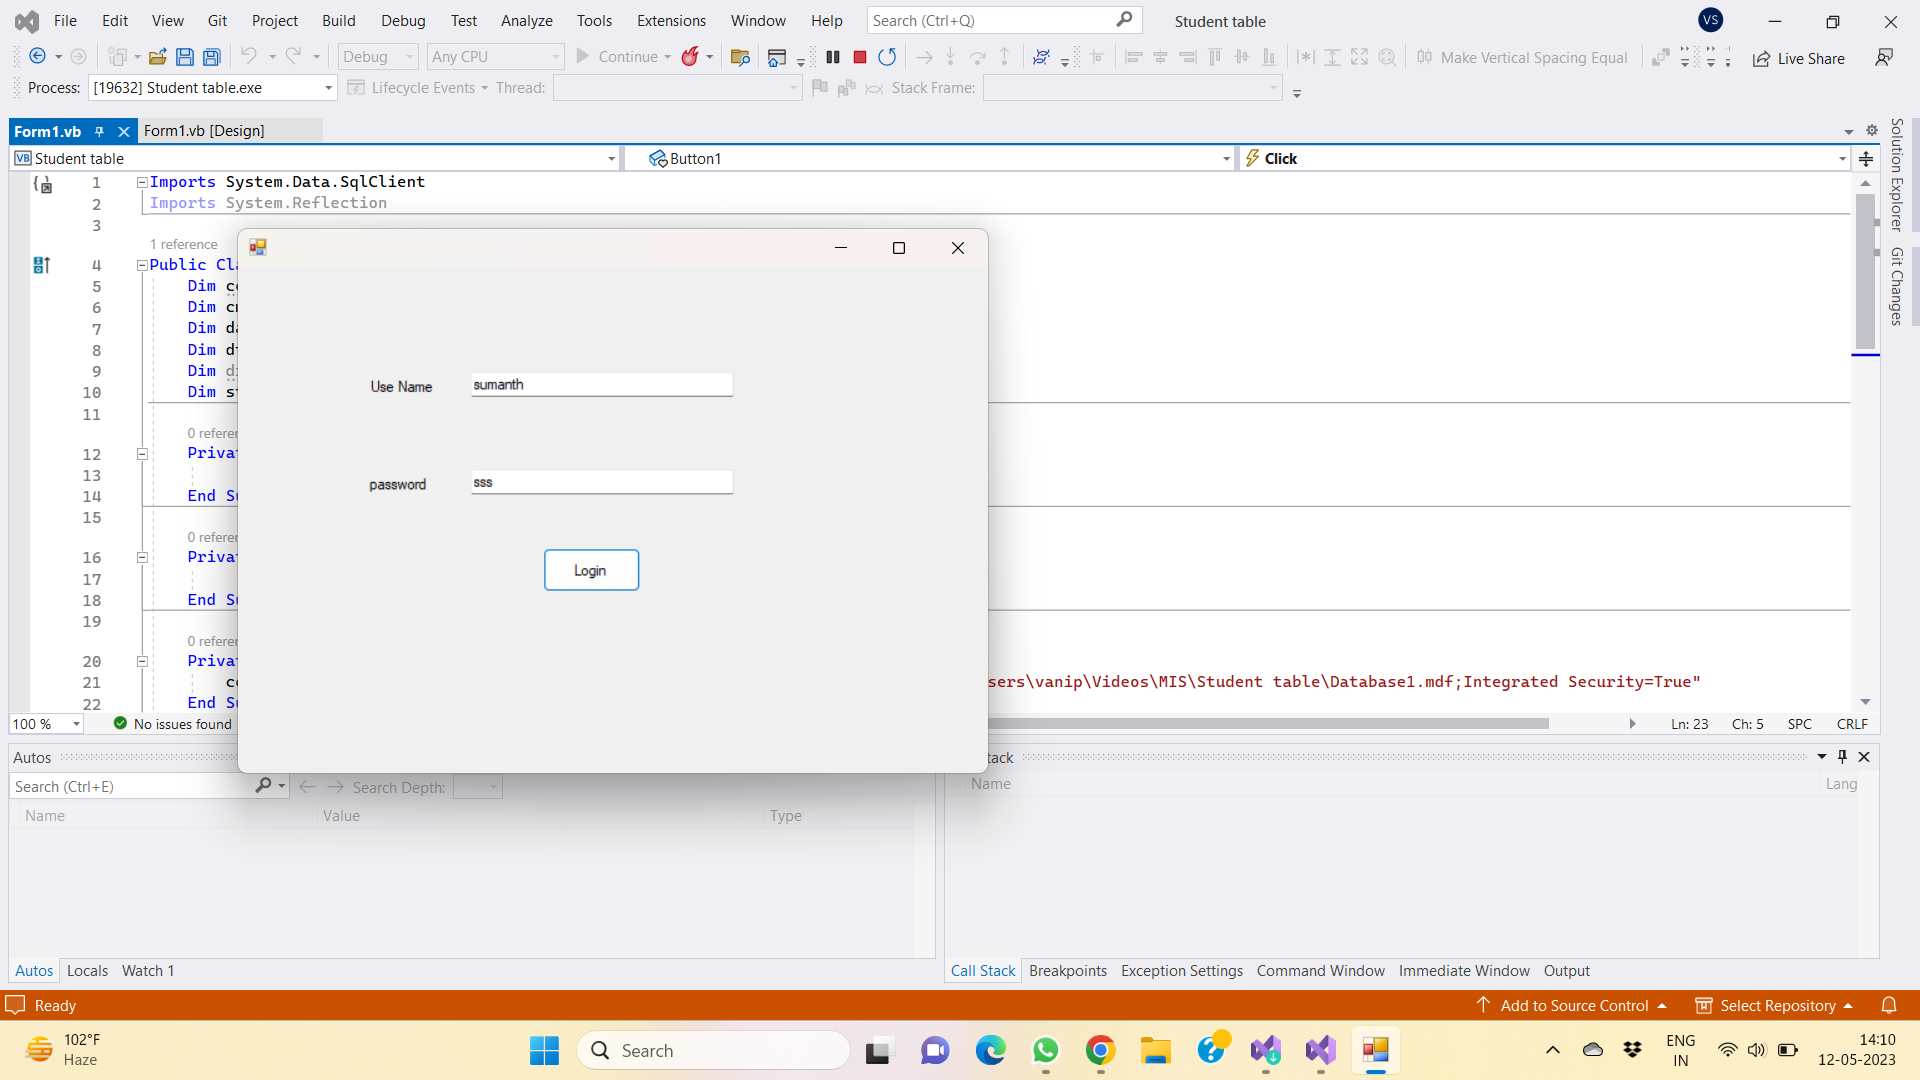 File Edit View Git Project Build Debug Test Analyze Tools Extensions Window Help Search (Ctrl+Q) Student table VS
Debug Any CPU Continue Make Vertical Spacing Equal Live Share
Process: [19632] Student table.exe Lifecycle Events Thread: Stack Frame:
Form1.vb Form1.vb [Design]
VB Student table Button1 Click
Solution Explorer
Git Changes
1 Imports System.Data.SqlClient
2 Imports System.Reflection
3
1 reference
4 Public Cla
5 Dim
6 Dim
7 Dim
8 Dim
9 Dim
10 Dim
11
0 refere
12 Priva
13
14 End S
15
0 refere
16 Priva
17
18 End S
19
0 refere
20 Priva
21 sers\vanip\Videos\MIS\Student table\Database1.mdf;Integrated Security=True"
22 End S
Use Name sumanth
password sss
Login
100 % No issues found Ln: 23 Ch: 5 SPC CRLF
Autos
Search (Ctrl+E) Search Depth:
Name Value Type
tack
Name Lang
Autos Locals Watch 1
Call Stack Breakpoints Exception Settings Command Window Immediate Window Output
Ready Add to Source Control Select Repository
102°F
Haze
Search
ENG
IN
14:10
12-05-2023